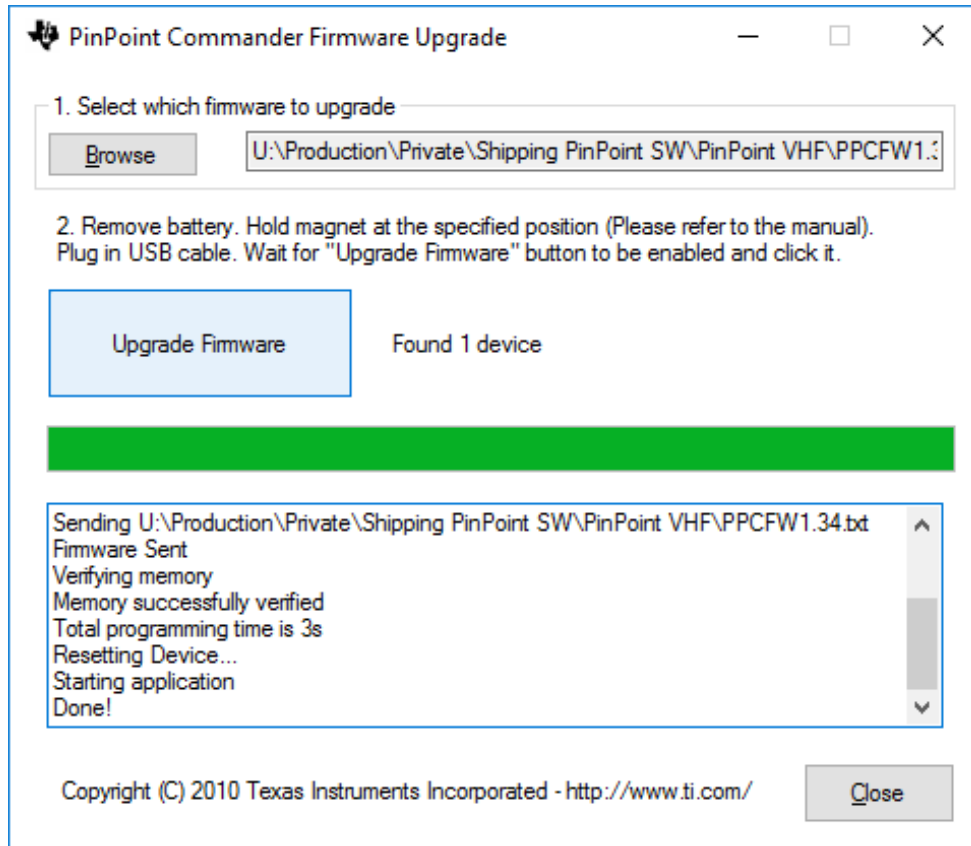 PinPoint Commander Firmware Upgrade
1. Select which firmware to upgrade
Browse
U:\Production\Private\Shipping PinPoint SW\PinPoint VHF\PPCFW1.3
2. Remove battery. Hold magnet at the specified position (Please refer to the manual).
Plug in USB cable. Wait for "Upgrade Firmware" button to be enabled and click it.
Upgrade Firmware
Found 1 device
Sending U:\Production\Private\Shipping PinPoint SW\PinPoint VHF\PPCFW1.34.txt
Firmware Sent
Verifying memory
Memory successfully verified
Total programming time is 3s
Resetting Device...
Starting application
Done!
Copyright (C) 2010 Texas Instruments Incorporated - http://www.ti.com/
Close